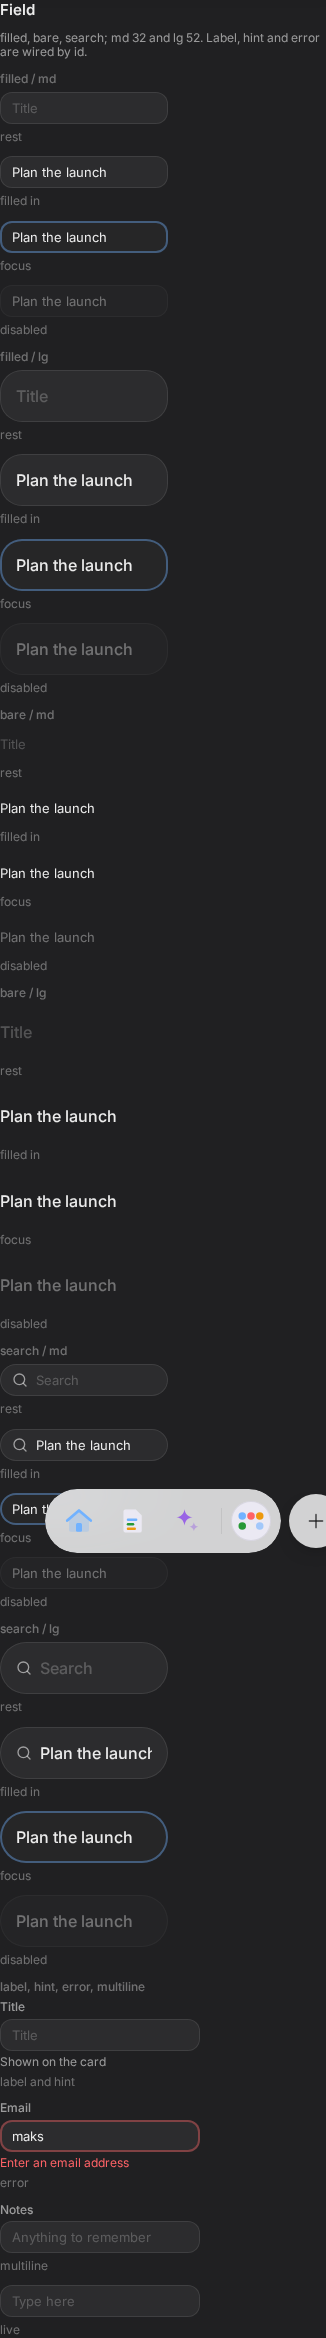 Field
filled, bare, search; md 32 and lg 52. Label, hint and error
are wired by id.
filled / md
Title
rest
Plan the launch
filled in
Plan the launch
focus
Plan the launch
disabled
filled / lg
Title
rest
Plan the launch
filled in
Plan the launch
focus
Plan the launch
disabled
bare / md
Title
rest
Plan the launch
filled in
Plan the launch
focus
Plan the launch
disabled
bare / lg
Title
rest
Plan the launch
filled in
Plan the launch
focus
Plan the launch
disabled
search / md
Search
rest
Plan the launch
filled in
Plan
focus
Plan the launch
disabled
search / lg
Search
rest
Plan the launch
filled in
Plan the launch
focus
Plan the launch
disabled
label, hint, error, multiline
Title
Title
Shown on the card
label and hint
Email
maks
Enter an email address
error
Notes
Anything to remember
multiline
Type here
live